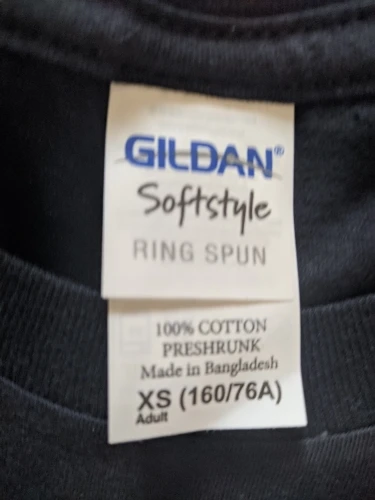 GILDAN®
Softstyle
RING SPUN
100% COTTON
PRESHRUNK
Made in Bangladesh
XS (160/76A)
Adult